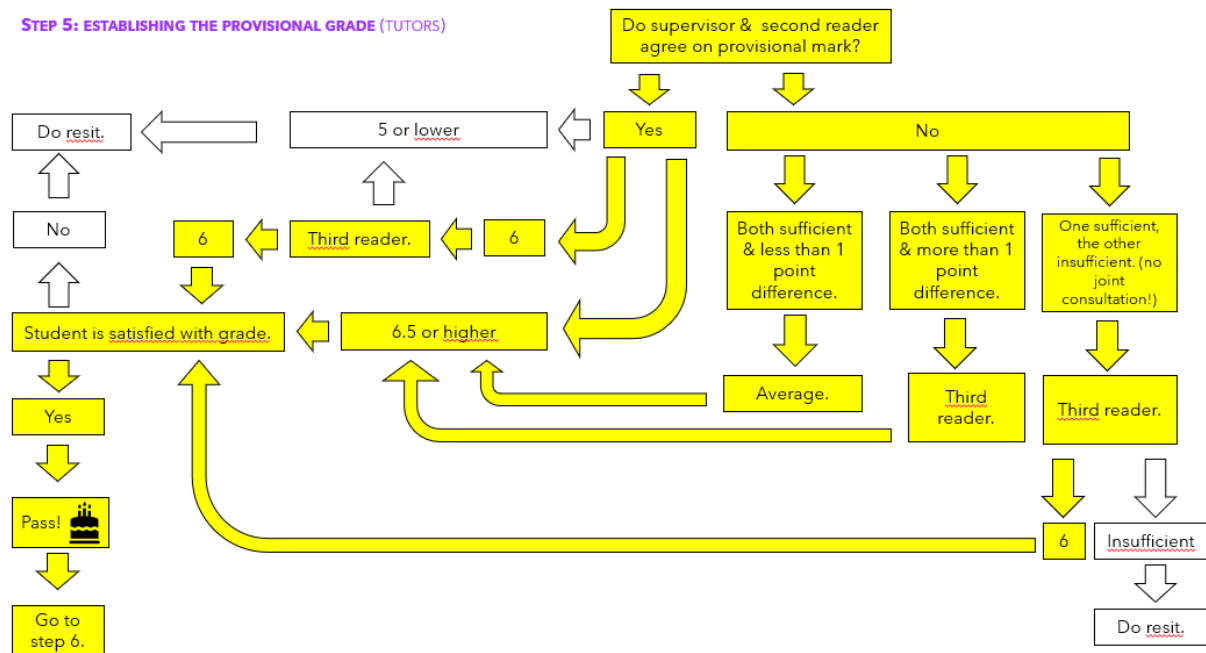 STEP 5: ESTABLISHING THE PROVISIONAL GRADE (TUTORS)
Do supervisor & second reader
agree on provisional mark?
Do resit.
5 or lower
Yes
No
No
6
Third reader.
6
Both sufficient
& less than 1
point
difference.
Both sufficient
& more than 1
point
difference.
One sufficient,
the other
insufficient. (no
joint
consultation!)
Student is satisfied with grade.
6.5 or higher
Average.
Third
reader.
Third reader.
Yes
Pass!
6
Insufficient
Go to
step 6.
Do resit.